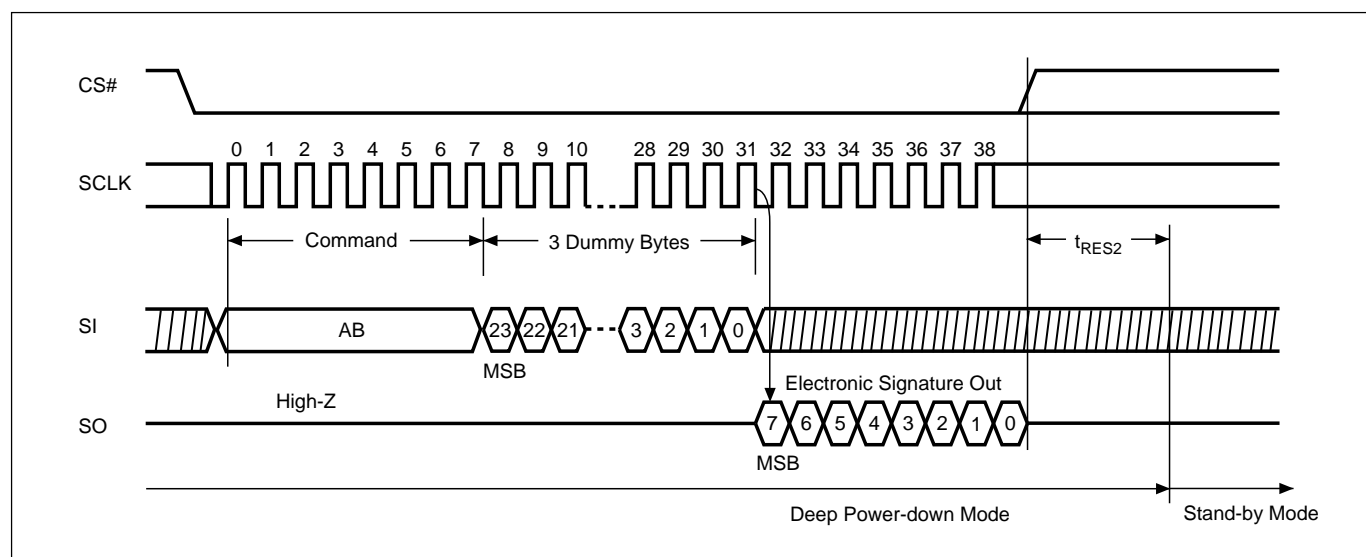 CS#
0 1 2 3 4 5 6 7 8 9 10 28 29 30 31 32 33 34 35 36 37 38
SCLK
Command 3 Dummy Bytes tRES2
SI AB 23 22 21 3 2 1 0
MSB
Electronic Signature Out
High-Z
SO 7 6 5 4 3 2 1 0
MSB
Deep Power-down Mode Stand-by Mode